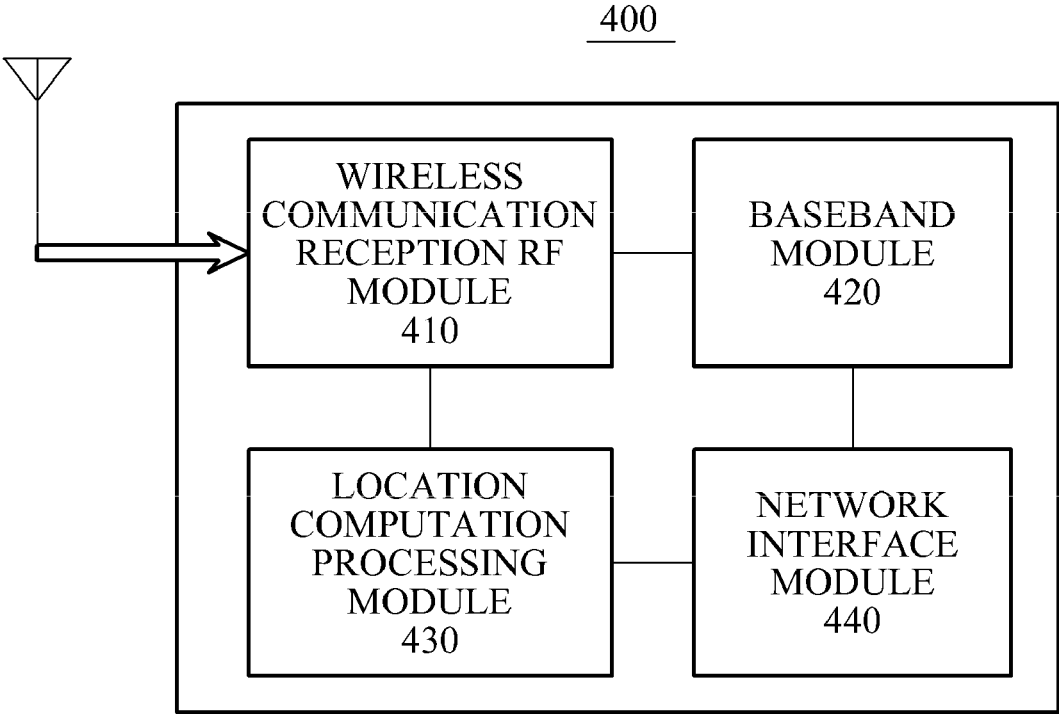 400
WIRELESS
COMMUNICATION
RECEPTION RF
MODULE
410
BASEBAND
MODULE
420
LOCATION
COMPUTATION
PROCESSING
MODULE
430
NETWORK
INTERFACE
MODULE
440